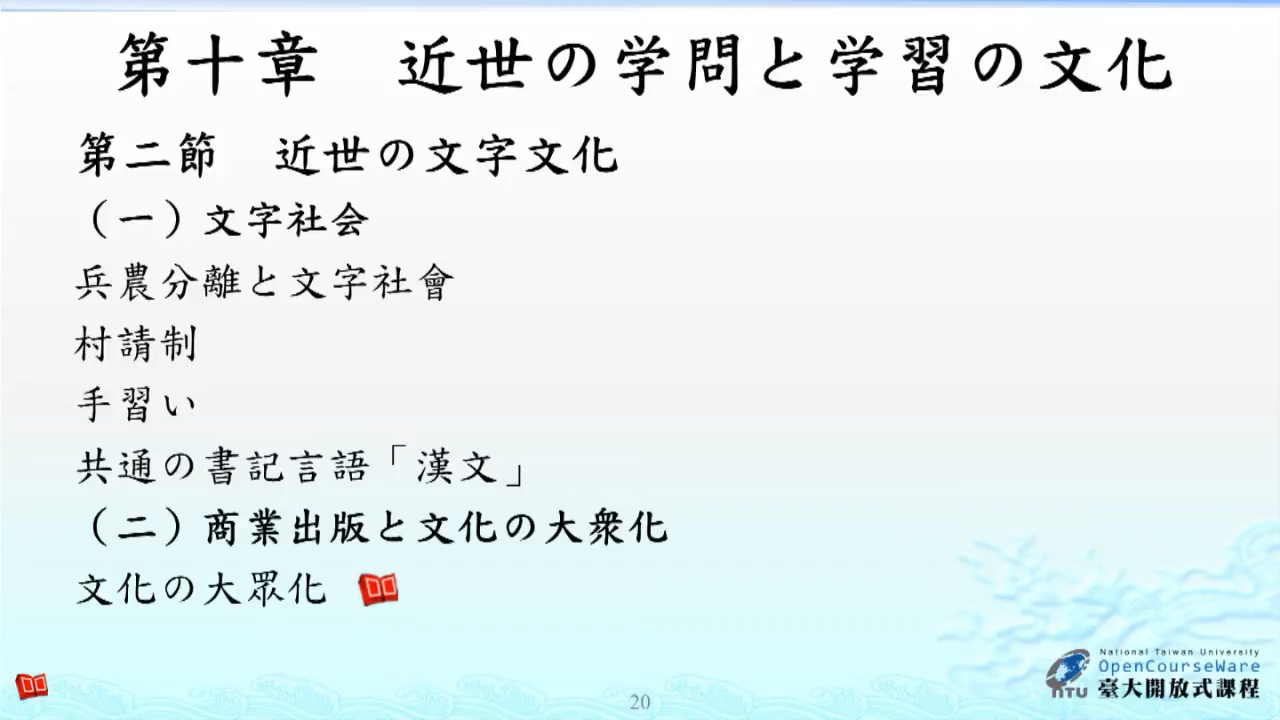 第十章　近世の学問と学習の文化
第二節　近世の文字文化
（一）文字社会
兵農分離と文字社會
村請制
手習い
共通の書記言語「漢文」
（二）商業出版と文化の大衆化
文化の大眾化
National Taiwan University
OpenCourseWare
NTU 臺大開放式課程
20